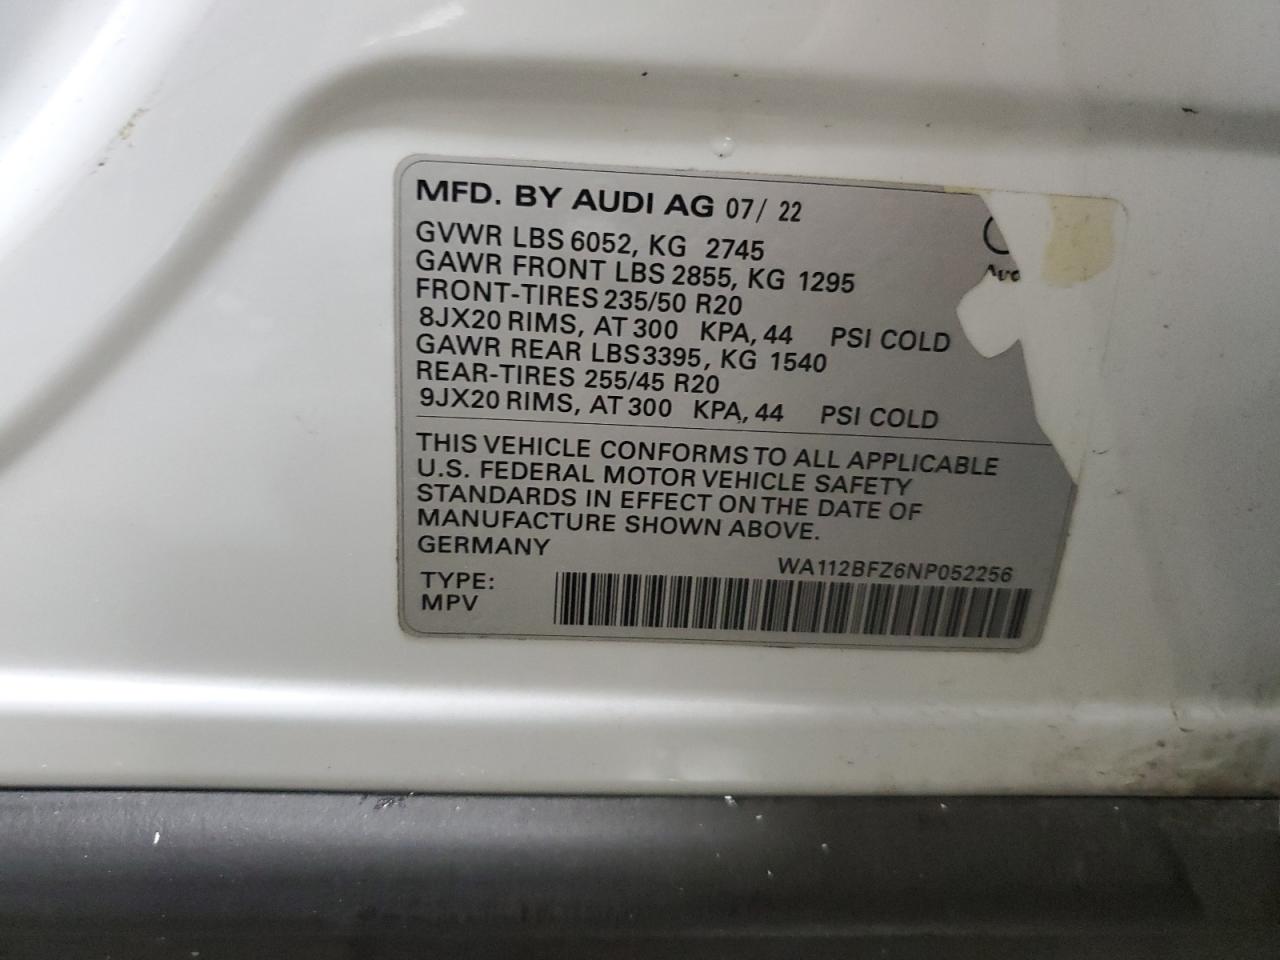 MFD. BY AUDI AG 07/ 22
GVWR LBS 6052, KG 2745
GAWR FRONT LBS 2855, KG 1295
FRONT-TIRES 235/50 R20
8JX20 RIMS, AT 300 KPA, 44 PSI COLD
GAWR REAR LBS3395, KG 1540
REAR-TIRES 255/45 R20
9JX20 RIMS, AT 300 KPA, 44 PSI COLD
THIS VEHICLE CONFORMS TO ALL APPLICABLE
U.S. FEDERAL MOTOR VEHICLE SAFETY
STANDARDS IN EFFECT ON THE DATE OF
MANUFACTURE SHOWN ABOVE.
GERMANY
WA112BFZ6NP052256
TYPE:
MPV